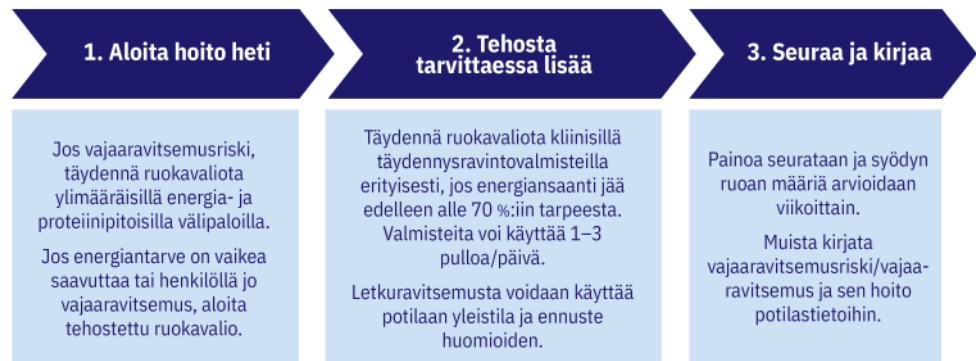 1. Aloita hoito heti
Jos vajaaravitsemusriski,
täydennä ruokavaliota
ylimääräisillä energia- ja
proteiinipitoisilla välipaloilla.
Jos energiantarve on vaikea
saavuttaa tai henkilöllä jo
vajaaravitsemus, aloita
tehostettu ruokavalio.
2. Tehosta
tarvittaessa lisää
Täydennä ruokavaliota kliinisillä
täydennysravintovalmisteilla
erityisesti, jos energiansaanti jää
edelleen alle 70 %:iin tarpeesta.
Valmisteita voi käyttää 1–3
pulloa/päivä.
Letkuravitsemusta voidaan käyttää
potilaan yleistila ja ennuste
huomioiden.
3. Seuraa ja kirjaa
Painoa seurataan ja syödyn
ruoan määriä arvioidaan
viikoittain.
Muista kirjata
vajaaravitsemusriski/vajaa-
ravitsemus ja sen hoito
potilastietoihin.